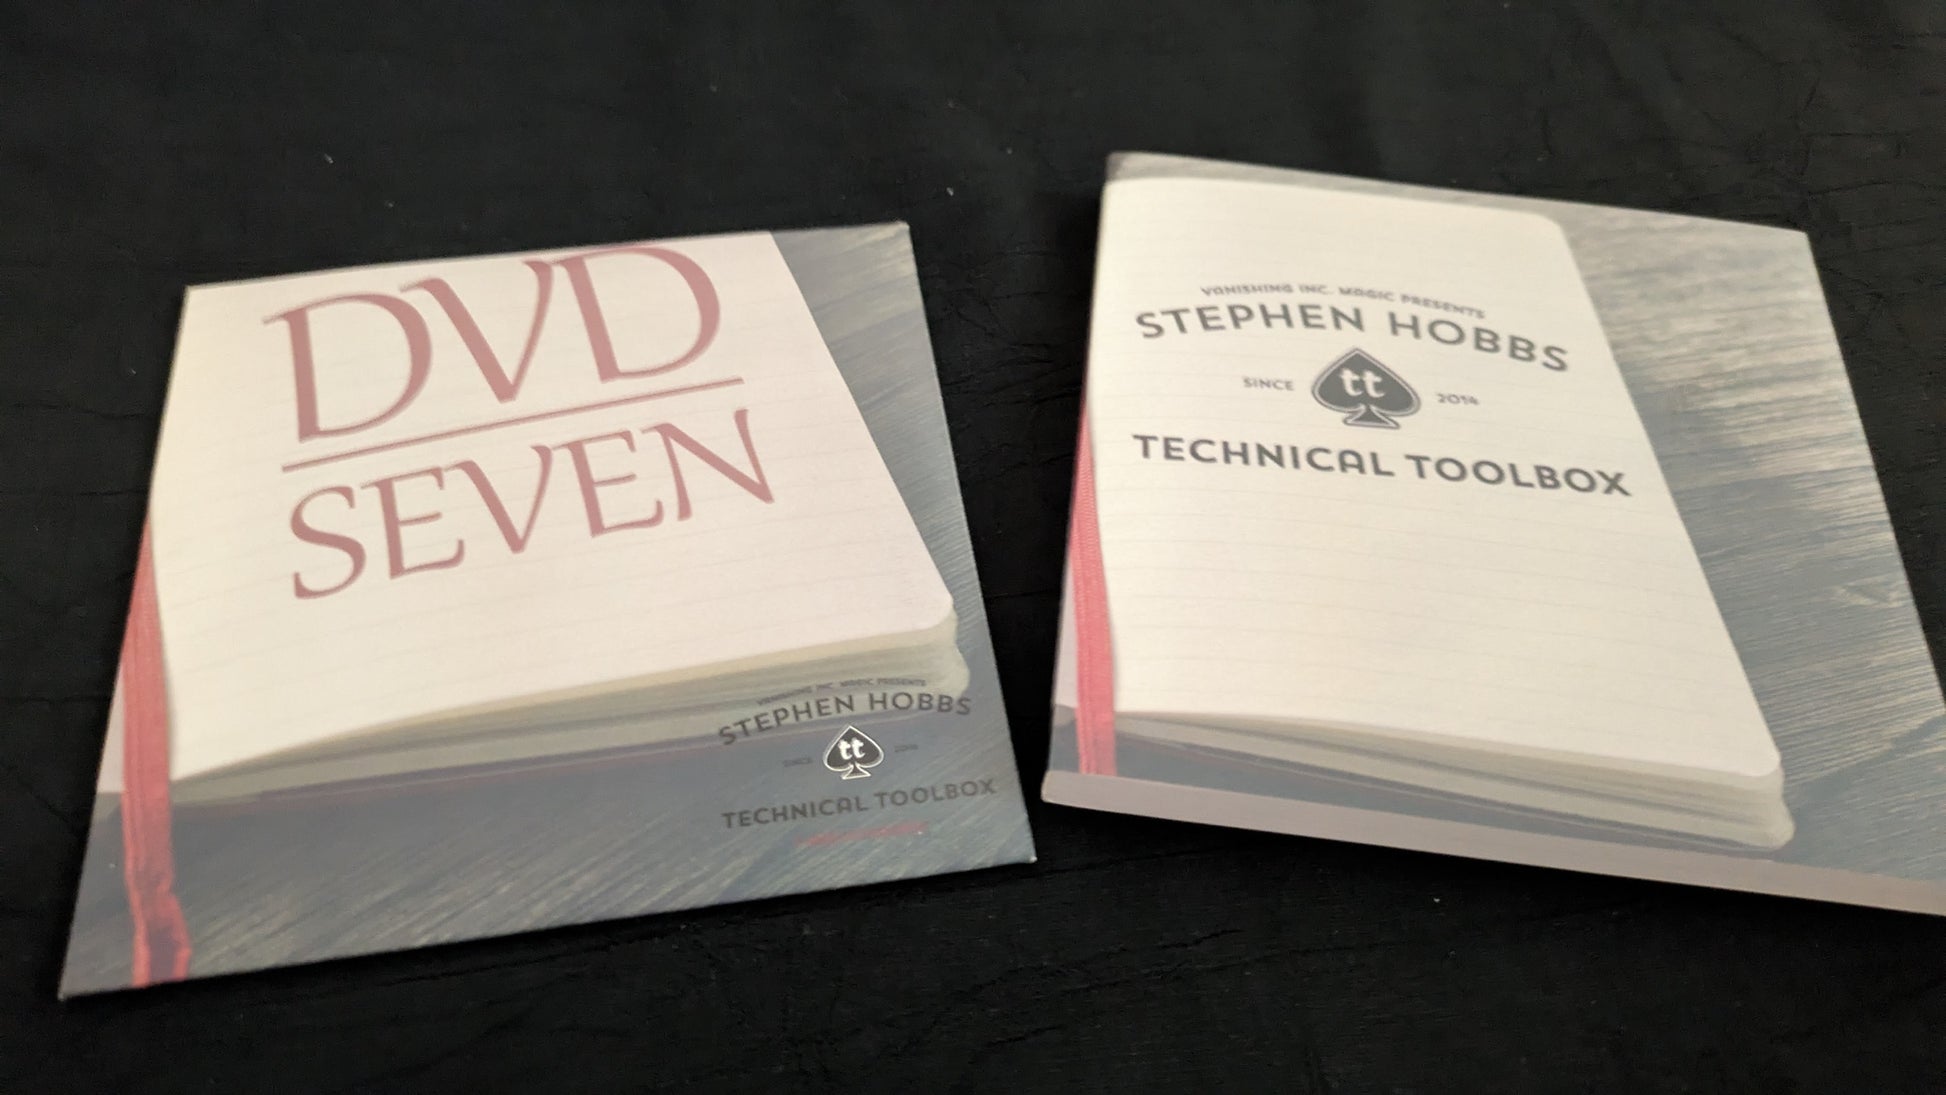 DVD
SEVEN
VANISHING INC. MAGIC PRESENTS
STEPHEN HOBBS
SINCE tt 2014
TECHNICAL TOOLBOX
VANISHING INC. MAGIC PRESENTS
STEPHEN HOBBS
SINCE tt 2014
TECHNICAL TOOLBOX